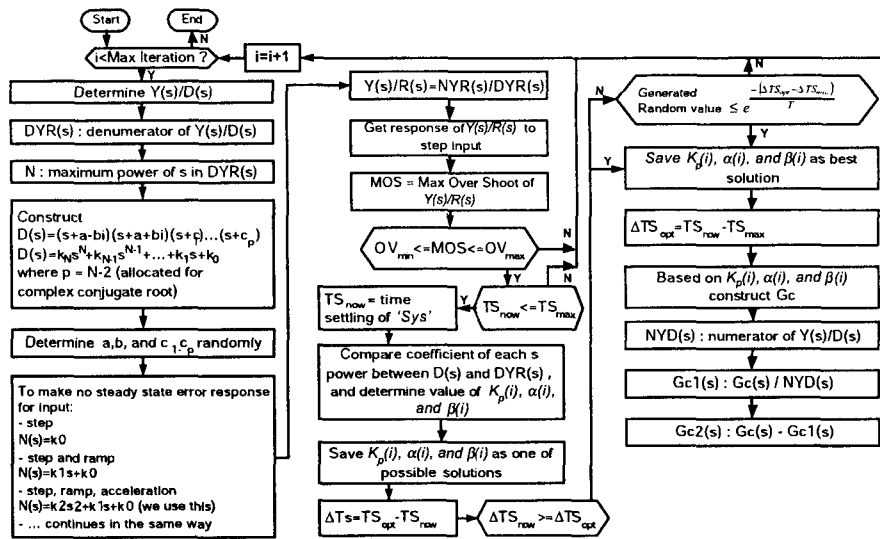 Start
End
N
i<Max Iteration ?
i=i+1
Y
Determine Y(s)/D(s)
DYR(s) : denumerator of Y(s)/D(s)
N : maximum power of s in DYR(s)
Construct
D(s)=(s+a-bi)(s+a+bi)(s+c)...(s+c_p)
D(s)=k_N s^N+k_N-1 s^N-1+...+k_1 s+k_0
where p = N-2 (allocated for
complex conjugate root)
Determine a,b, and c_1.c_p randomly
To make no steady state error response
for input:
- step
N(s)=k0
- step and ramp
N(s)=k1s+k0
- step, ramp, acceleration
N(s)=k2s2+k1s+k0 (we use this)
- ... continues in the same way
Y(s)/R(s)=NYR(s)/DYR(s)
Get response of Y(s)/R(s) to
step input
MOS = Max Over Shoot of
Y(s)/R(s)
N
OV_min<=MOS<=OV_max
Y
N
TS_now<=TS_max
Y
TS_now = time
settling of 'Sys'
Compare coefficient of each s
power between D(s) and DYR(s) ,
and determine value of K_p(i), α(i),
and β(i)
Save K_p(i), α(i), and β(i) as one of
possible solutions
ΔTs=TS_opt-TS_now
ΔTS_now>=ΔTS_opt
N
Y
N
Generated
Random value ≤ e
Y
Save K_p(i), α(i), and β(i) as best
solution
ΔTS_opt=TS_now-TS_max
Based on K_p(i), α(i), and β(i)
construct Gc
NYD(s) : numerator of Y(s)/D(s)
Gc1(s) : Gc(s) / NYD(s)
Gc2(s) : Gc(s) - Gc1(s)